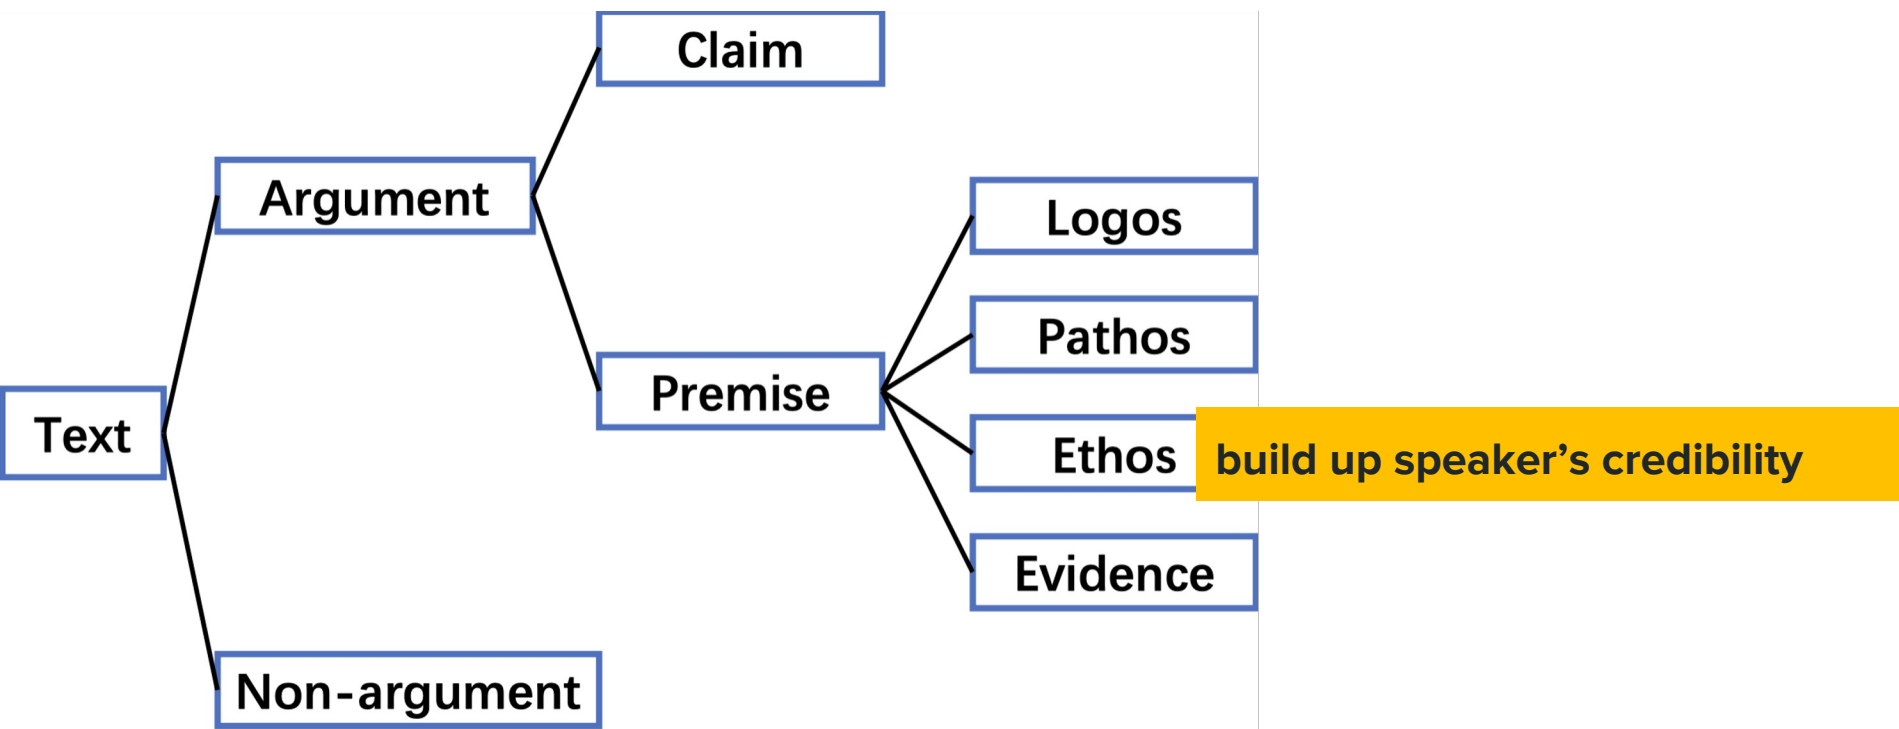 Claim
Argument
Logos
Pathos
Premise
Text
Ethos
build up speaker’s credibility
Evidence
Non-argument